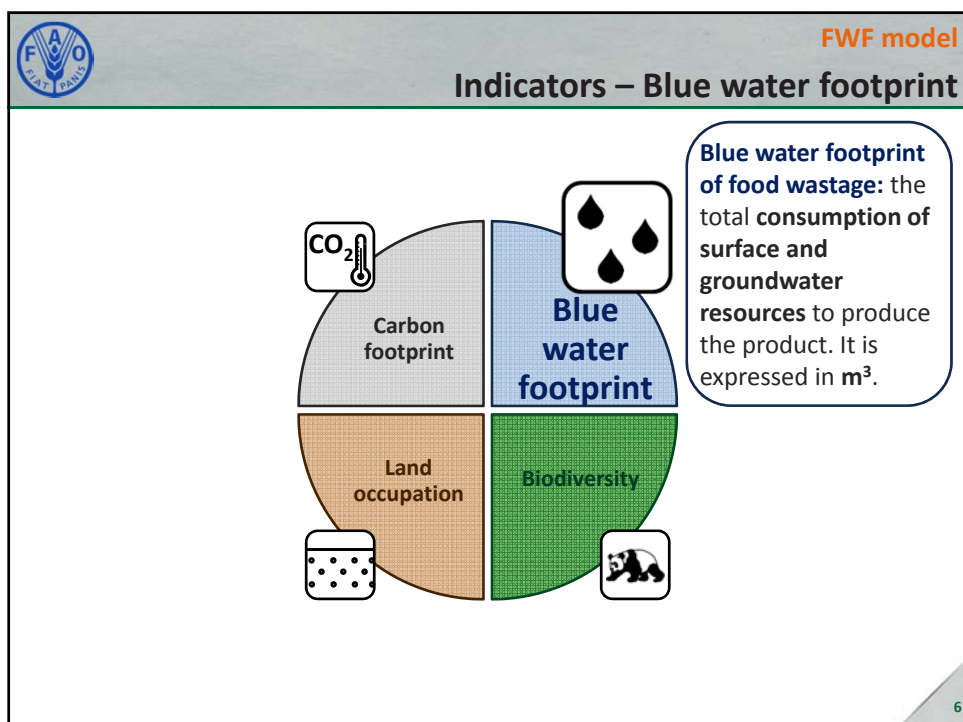 F A O
FIAT PANIS
FWF model
Indicators – Blue water footprint
Blue water footprint
of food wastage: the
total consumption of
surface and
groundwater
resources to produce
the product. It is
expressed in m³.
CO₂
Carbon
footprint
Blue
water
footprint
Land
occupation
Biodiversity
6